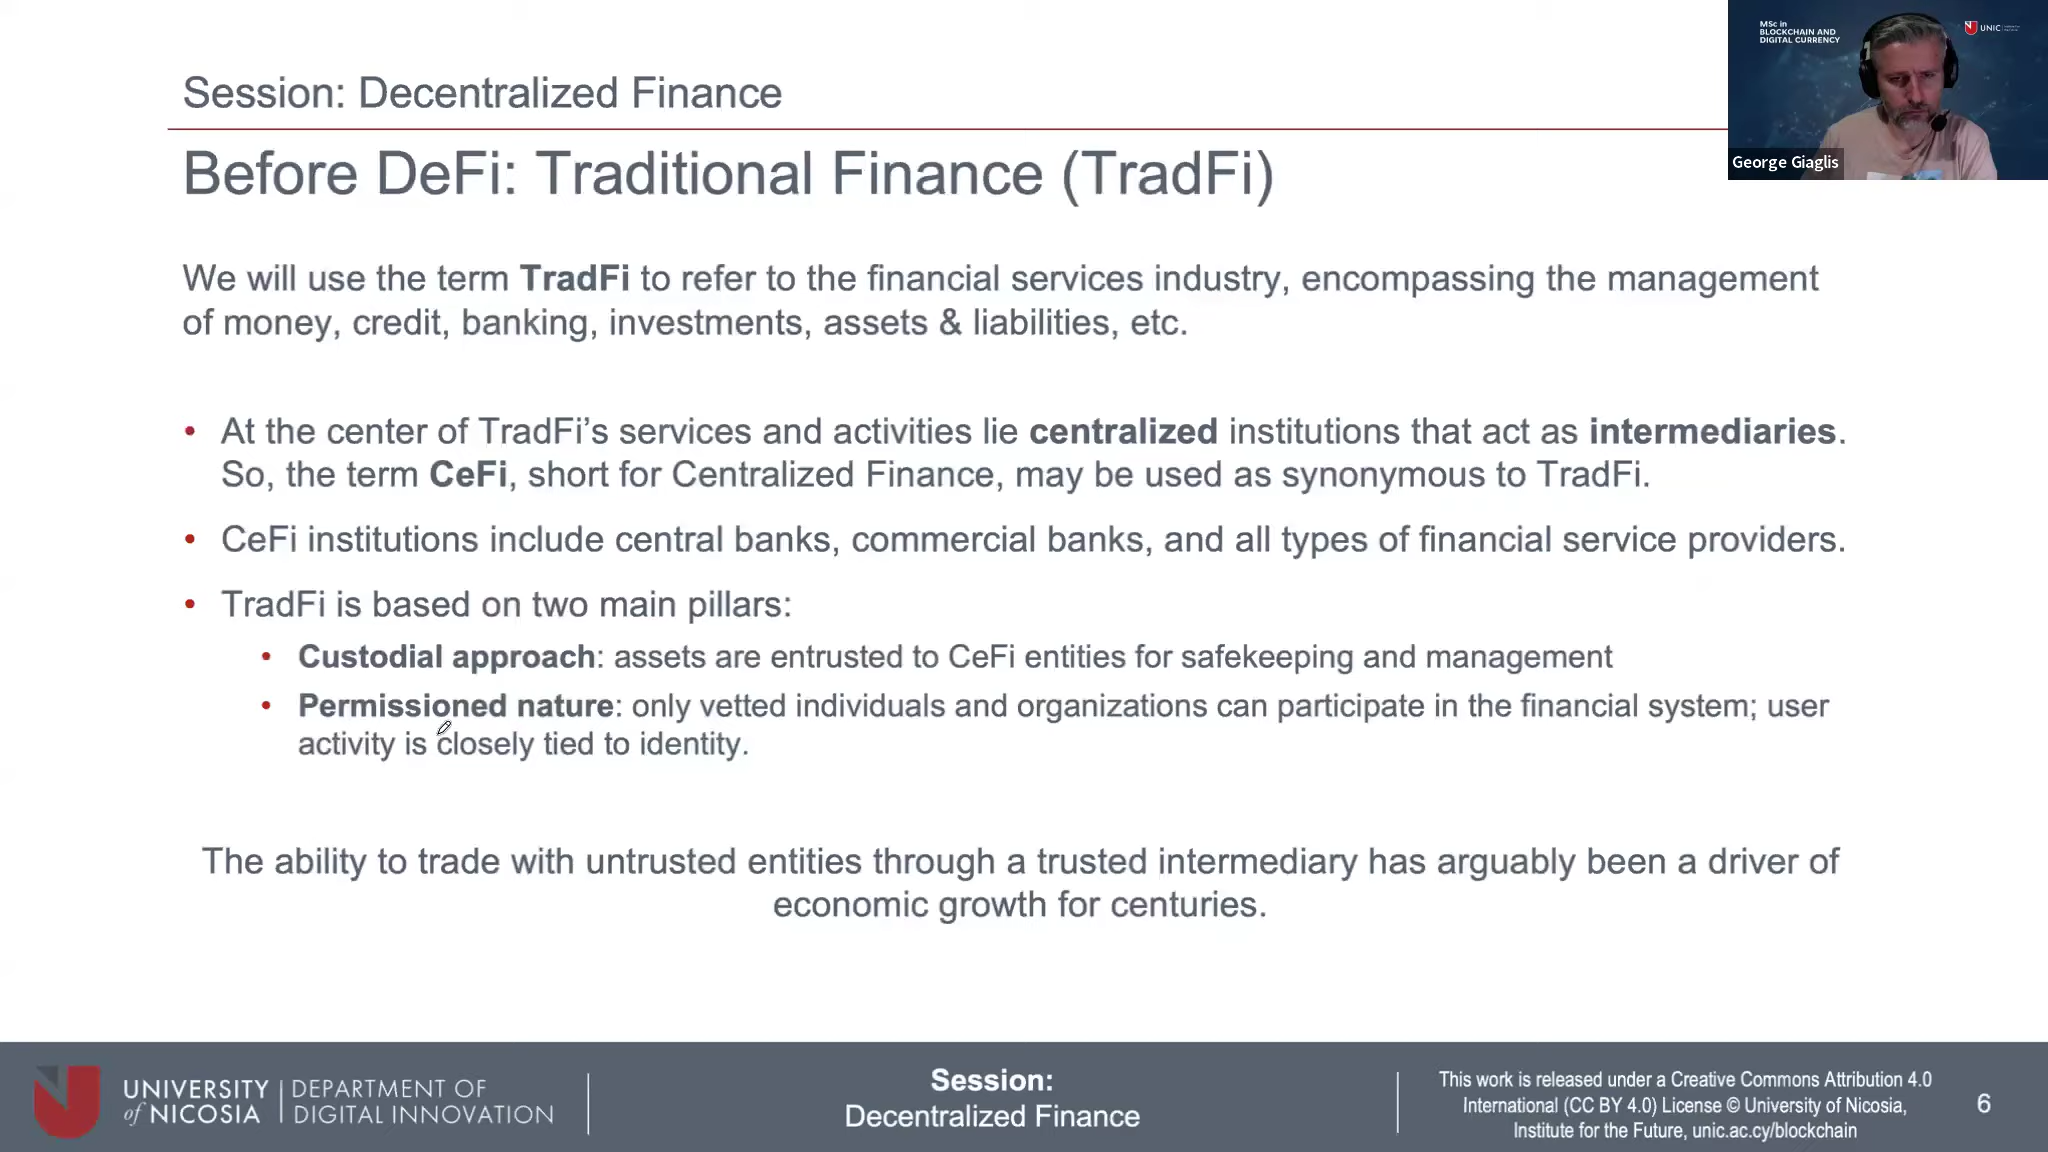 Session: Decentralized Finance
MSc in
BLOCKCHAIN AND
DIGITAL CURRENCY
UNIC
George Giaglis
Before DeFi: Traditional Finance (TradFi)
We will use the term TradFi to refer to the financial services industry, encompassing the management
of money, credit, banking, investments, assets & liabilities, etc.
• At the center of TradFi’s services and activities lie centralized institutions that act as intermediaries.
So, the term CeFi, short for Centralized Finance, may be used as synonymous to TradFi.
• CeFi institutions include central banks, commercial banks, and all types of financial service providers.
• TradFi is based on two main pillars:
• Custodial approach: assets are entrusted to CeFi entities for safekeeping and management
• Permissioned nature: only vetted individuals and organizations can participate in the financial system; user
activity is closely tied to identity.
The ability to trade with untrusted entities through a trusted intermediary has arguably been a driver of
economic growth for centuries.
UNIVERSITY
of NICOSIA
DEPARTMENT OF
DIGITAL INNOVATION
Session:
Decentralized Finance
This work is released under a Creative Commons Attribution 4.0
International (CC BY 4.0) License © University of Nicosia,
Institute for the Future, unic.ac.cy/blockchain
6